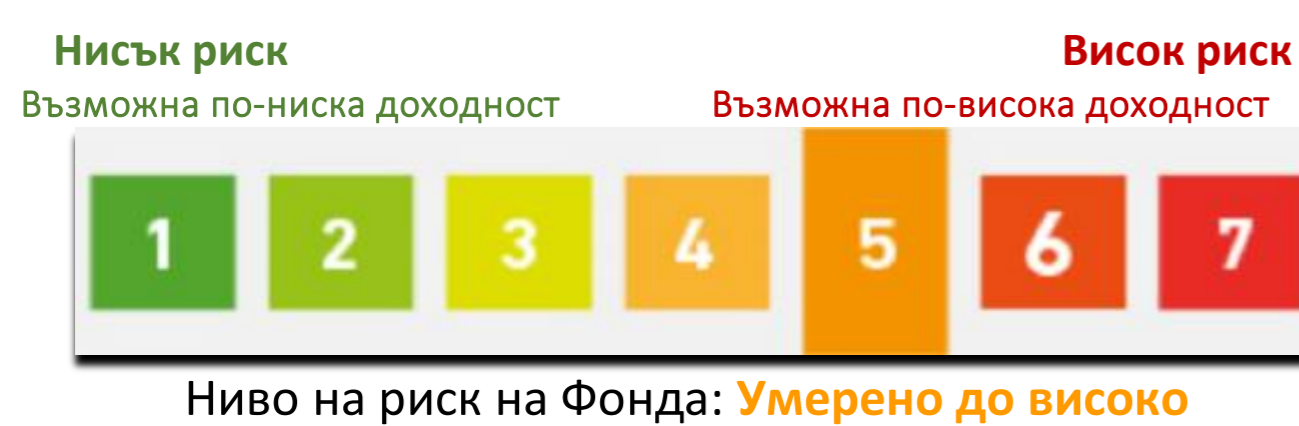 Нисък риск Висок риск
Възможна по-ниска доходност Възможна по-висока доходност
1 2 3 4 5 6 7
Ниво на риск на Фонда: Умерено до високо